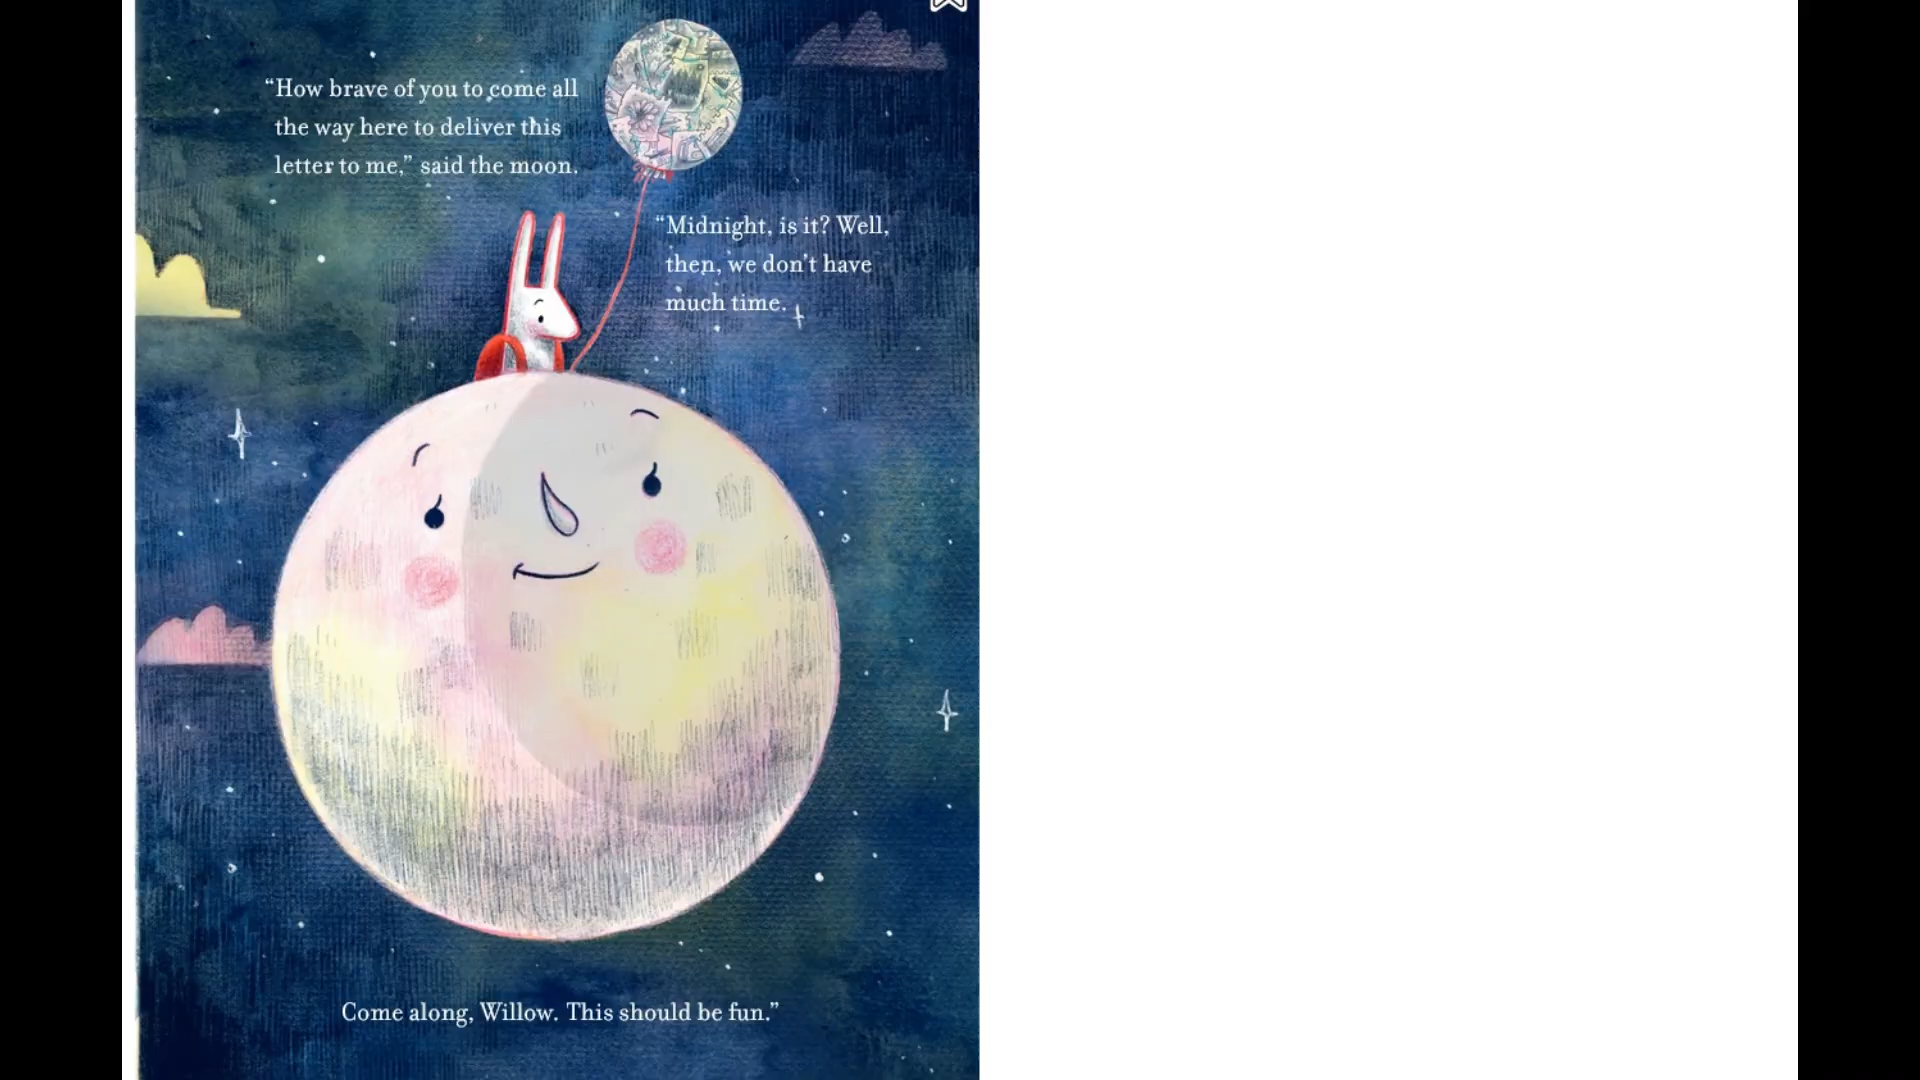 “How brave of you to come all
the way here to deliver this
letter to me,” said the moon.
“Midnight, is it? Well,
then, we don’t have
much time.
Come along, Willow. This should be fun.”